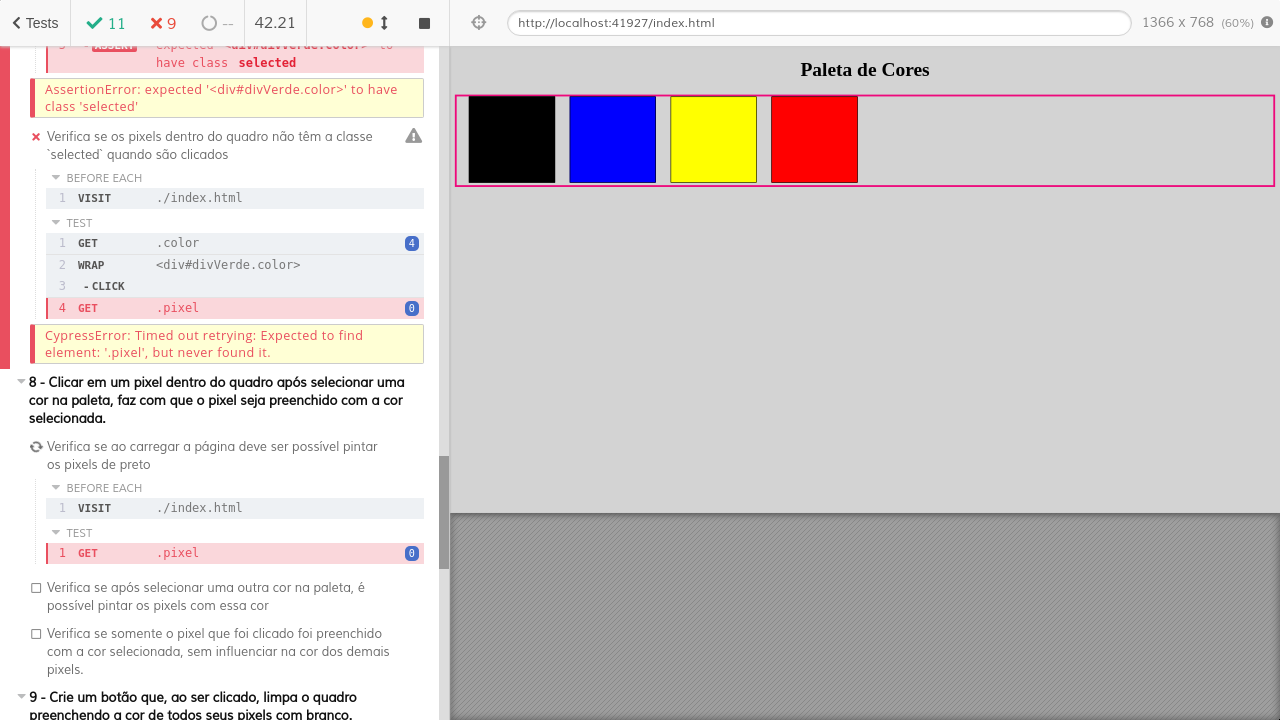 Tests
11
9
--
42.21
http://localhost:41927/index.html
1366 x 768 (60%)
3 - ASSERT expected <div#divVerde.color> to
have class selected
AssertionError: expected '<div#divVerde.color>' to have
class 'selected'
Verifica se os pixels dentro do quadro não têm a classe
`selected` quando são clicados
BEFORE EACH
1 VISIT ./index.html
TEST
1 GET .color 4
2 WRAP <div#divVerde.color>
3 - CLICK
4 GET .pixel 0
CypressError: Timed out retrying: Expected to find
element: '.pixel', but never found it.
8 - Clicar em um pixel dentro do quadro após selecionar uma
cor na paleta, faz com que o pixel seja preenchido com a cor
selecionada.
Verifica se ao carregar a página deve ser possível pintar
os pixels de preto
BEFORE EACH
1 VISIT ./index.html
TEST
1 GET .pixel 0
Verifica se após selecionar uma outra cor na paleta, é
possível pintar os pixels com essa cor
Verifica se somente o pixel que foi clicado foi preenchido
com a cor selecionada, sem influenciar na cor dos demais
pixels.
9 - Crie um botão que, ao ser clicado, limpa o quadro
preenchendo a cor de todos seus pixels com branco.
Paleta de Cores